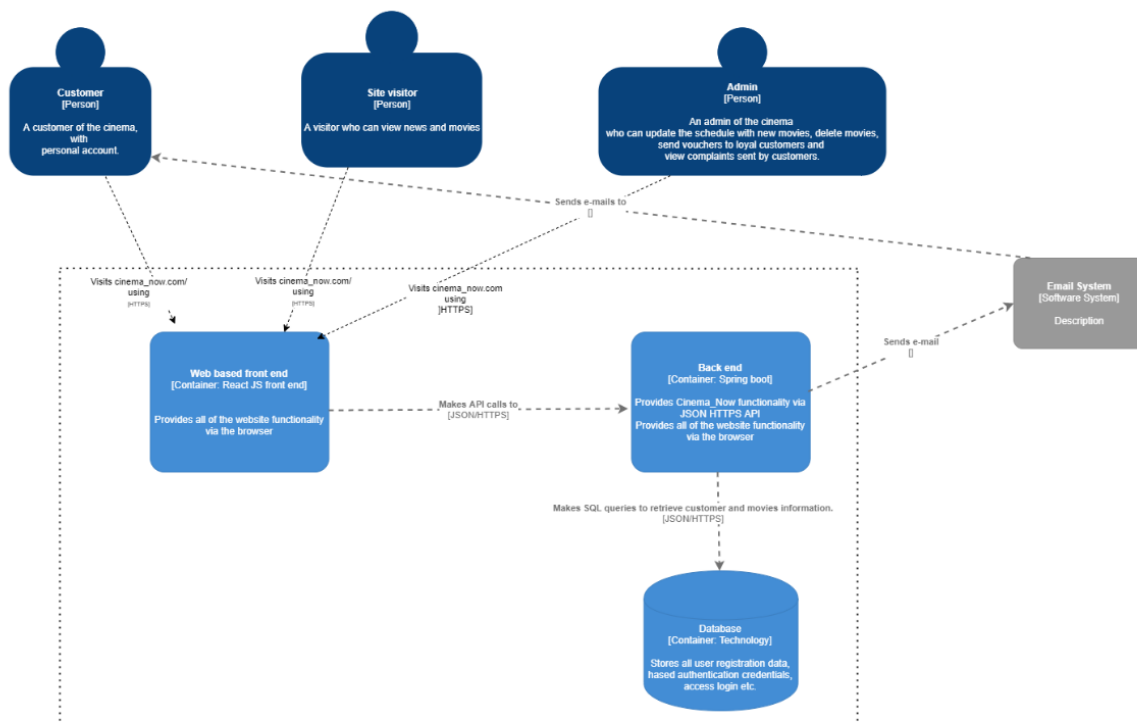 Customer
[Person]
A customer of the cinema,
with
personal account.
Site visitor
[Person]
A visitor who can view news and movies
Admin
[Person]
An admin of the cinema
who can update the schedule with new movies, delete movies,
send vouchers to loyal customers and
view complaints sent by customers.
Sends e-mails to
[]
Visits cinema_now.com/
using
[HTTPS]
Visits cinema_now.com/
using
[HTTPS]
Visits cinema_now.com
using
]HTTPS]
Email System
[Software System]
Description
Web based front end
[Container: React JS front end]
Provides all of the website functionality
via the browser
Makes API calls to
[JSON/HTTPS]
Back end
[Container: Spring boot]
Provides Cinema_Now functionality via
JSON HTTPS API
Provides all of the website functionality
via the browser
Sends e-mail
[]
Makes SQL queries to retrieve customer and movies information.
[JSON/HTTPS]
Database
[Container: Technology]
Stores all user registration data,
hased authentication credentials,
access login etc.